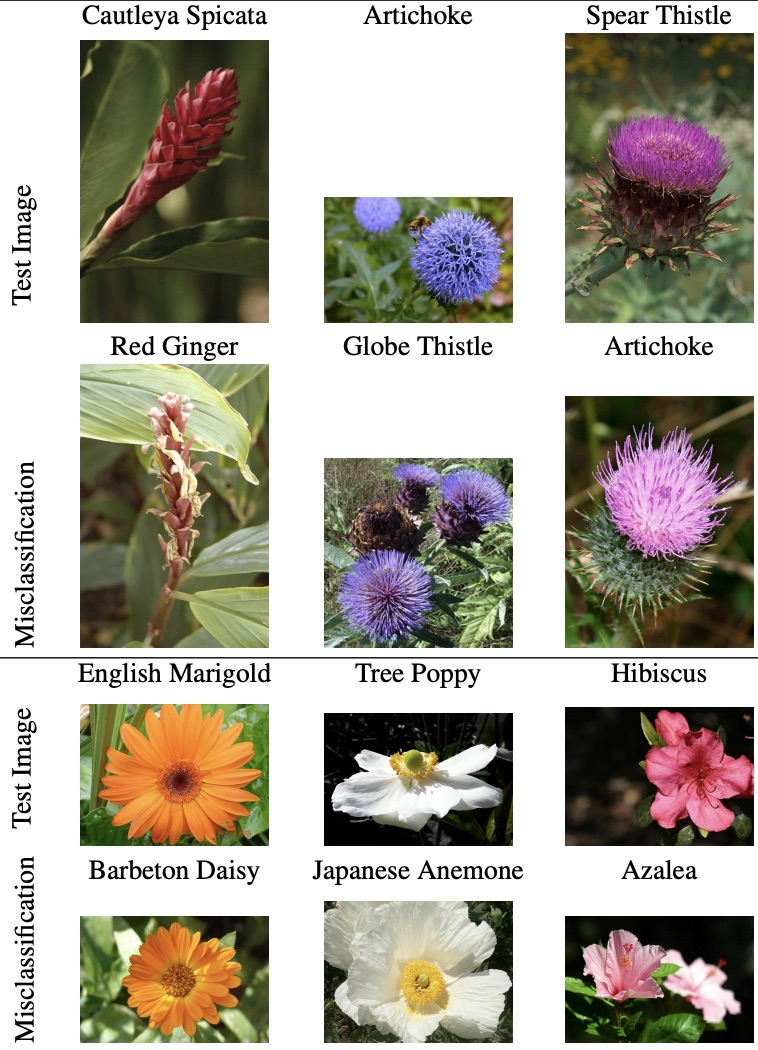 Cautleya Spicata
Artichoke
Spear Thistle
Test Image
Red Ginger
Globe Thistle
Artichoke
Misclassification
English Marigold
Tree Poppy
Hibiscus
Test Image
Barbeton Daisy
Japanese Anemone
Azalea
Misclassification